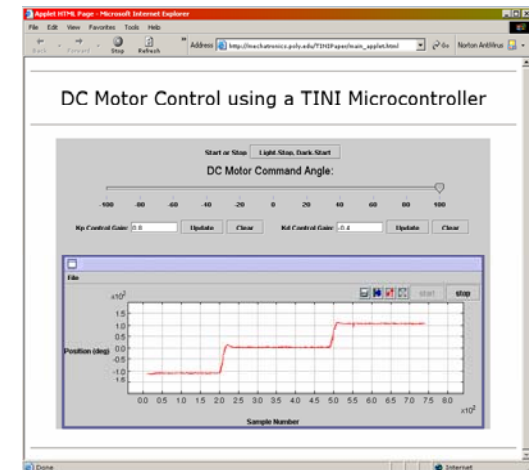 Applet HTML Page - Microsoft Internet Explorer
File Edit View Favorites Tools Help
Back Forward Stop Refresh Address http://mechatronics.poly.edu/TINIPaper/main_applet.html Go Norton AntiVirus
DC Motor Control using a TINI Microcontroller
Start or Stop Light-Stop, Dark-Start
DC Motor Command Angle:
-100 -80 -60 -40 -20 0 20 40 60 80 100
Kp Control Gain: 0.8 Update Clear Kd Control Gain: -0.4 Update Clear
File
start stop
x10²
1.5
1.0
0.5
Position (deg) 0.0
-0.5
-1.0
-1.5
0.0 0.5 1.0 1.5 2.0 2.5 3.0 3.5 4.0 4.5 5.0 5.5 6.0 6.5 7.0 7.5 8.0
x10²
Sample Number
Done Internet